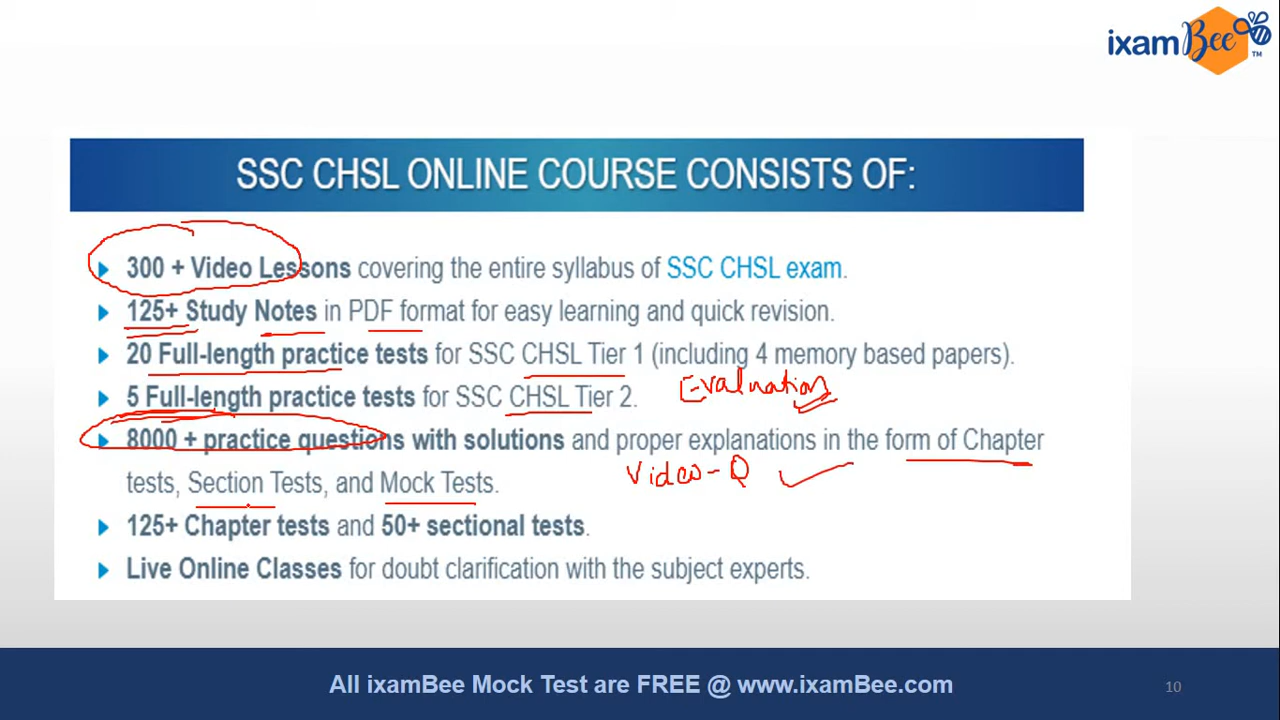 ixamBee
TM
SSC CHSL ONLINE COURSE CONSISTS OF:
300 + Video Lessons covering the entire syllabus of SSC CHSL exam.
125+ Study Notes in PDF format for easy learning and quick revision.
20 Full-length practice tests for SSC CHSL Tier 1 (including 4 memory based papers).
5 Full-length practice tests for SSC CHSL Tier 2.
Evaluation
8000 + practice questions with solutions and proper explanations in the form of Chapter
tests, Section Tests, and Mock Tests.
Video-Q
125+ Chapter tests and 50+ sectional tests.
Live Online Classes for doubt clarification with the subject experts.
All ixamBee Mock Test are FREE @ www.ixamBee.com
10